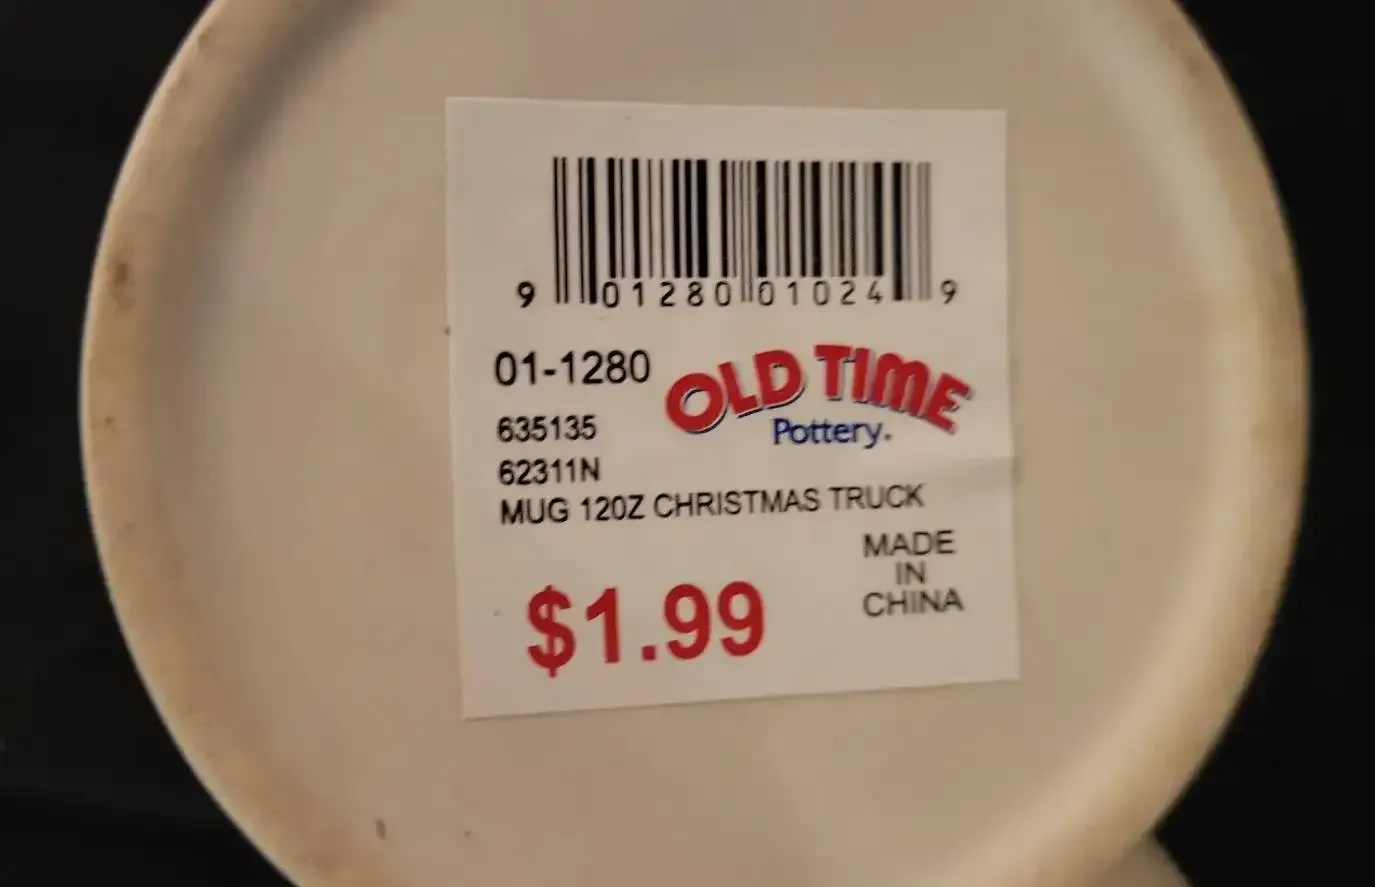 9 01280 01024 9
01-1280
OLD TIME
Pottery.
635135
62311N
MUG 12OZ CHRISTMAS TRUCK
MADE
IN
CHINA
$1.99